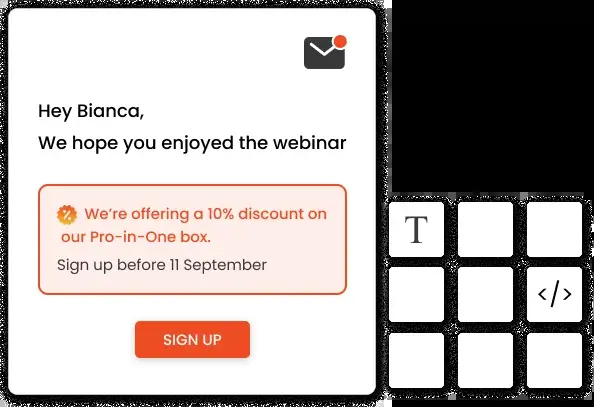 Hey Bianca,
We hope you enjoyed the webinar
% We’re offering a 10% discount on
our Pro-in-One box.
Sign up before 11 September
SIGN UP
T
</>